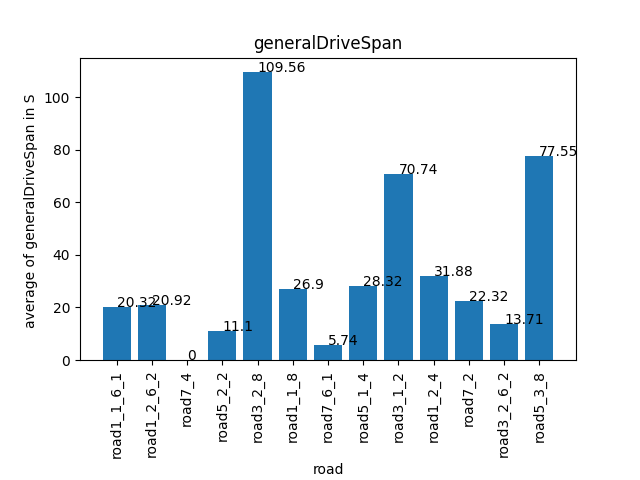 generalDriveSpan
average of generalDriveSpan in S
100
80
60
40
20
0
20.32
20.92
0
11.1
109.56
26.9
5.74
28.32
70.74
31.88
22.32
13.71
77.55
road1_1_6_1
road1_2_6_2
road7_4
road5_2_2
road3_2_8
road1_1_8
road7_6_1
road5_1_4
road3_1_2
road1_2_4
road7_2
road3_2_6_2
road5_3_8
road